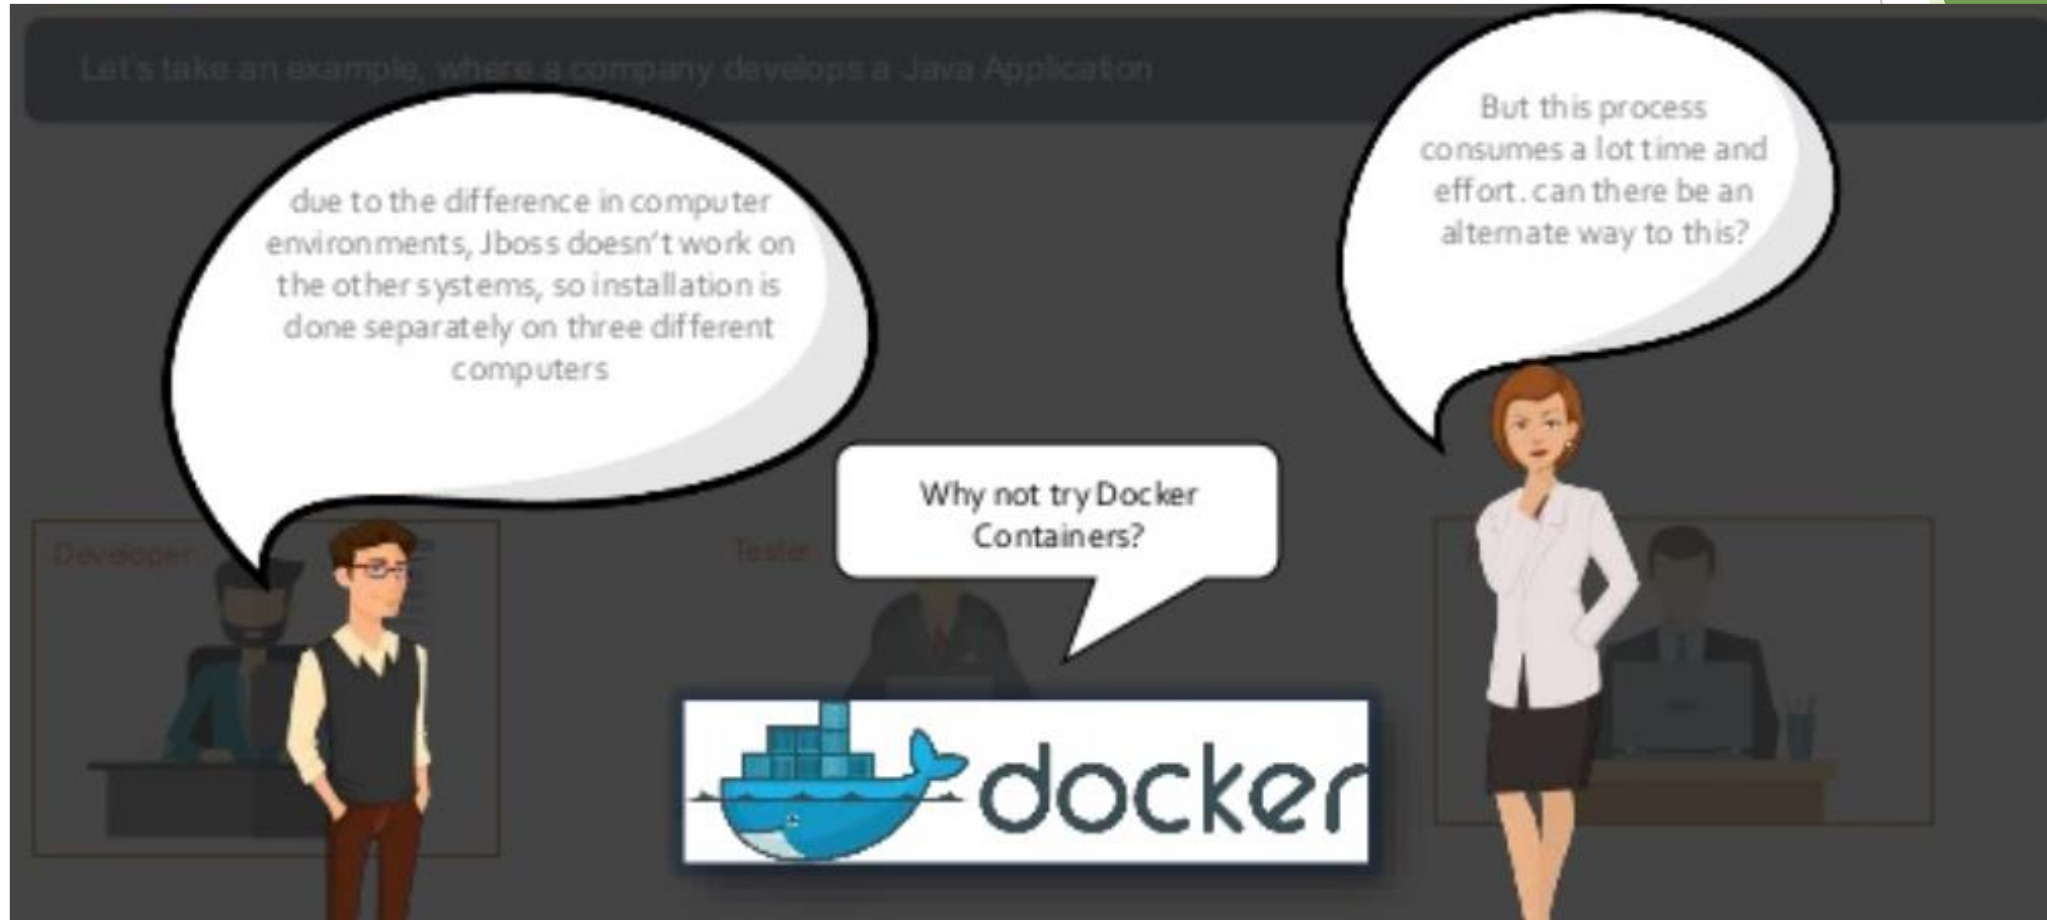 Let's take an example, where a company develops a Java Application
due to the difference in computer
environments, Jboss doesn't work on
the other systems, so installation is
done separately on three different
computers
But this process
consumes a lot time and
effort. can there be an
alternate way to this?
Why not try Docker
Containers?
Developer
Tester
docker